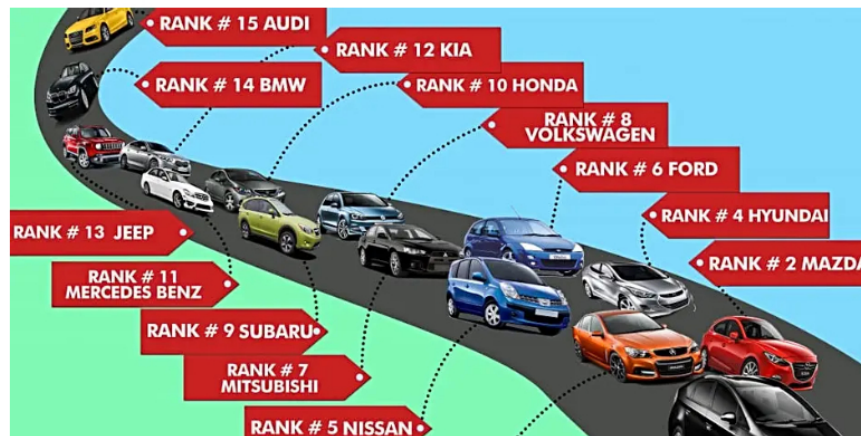 RANK # 15 AUDI
RANK # 12 KIA
RANK # 14 BMW
RANK # 10 HONDA
RANK # 8
VOLKSWAGEN
RANK # 6 FORD
RANK # 4 HYUNDAI
RANK # 13 JEEP
RANK # 2 MAZDA
RANK # 11
MERCEDES BENZ
RANK # 9 SUBARU
RANK # 7
MITSUBISHI
RANK # 5 NISSAN